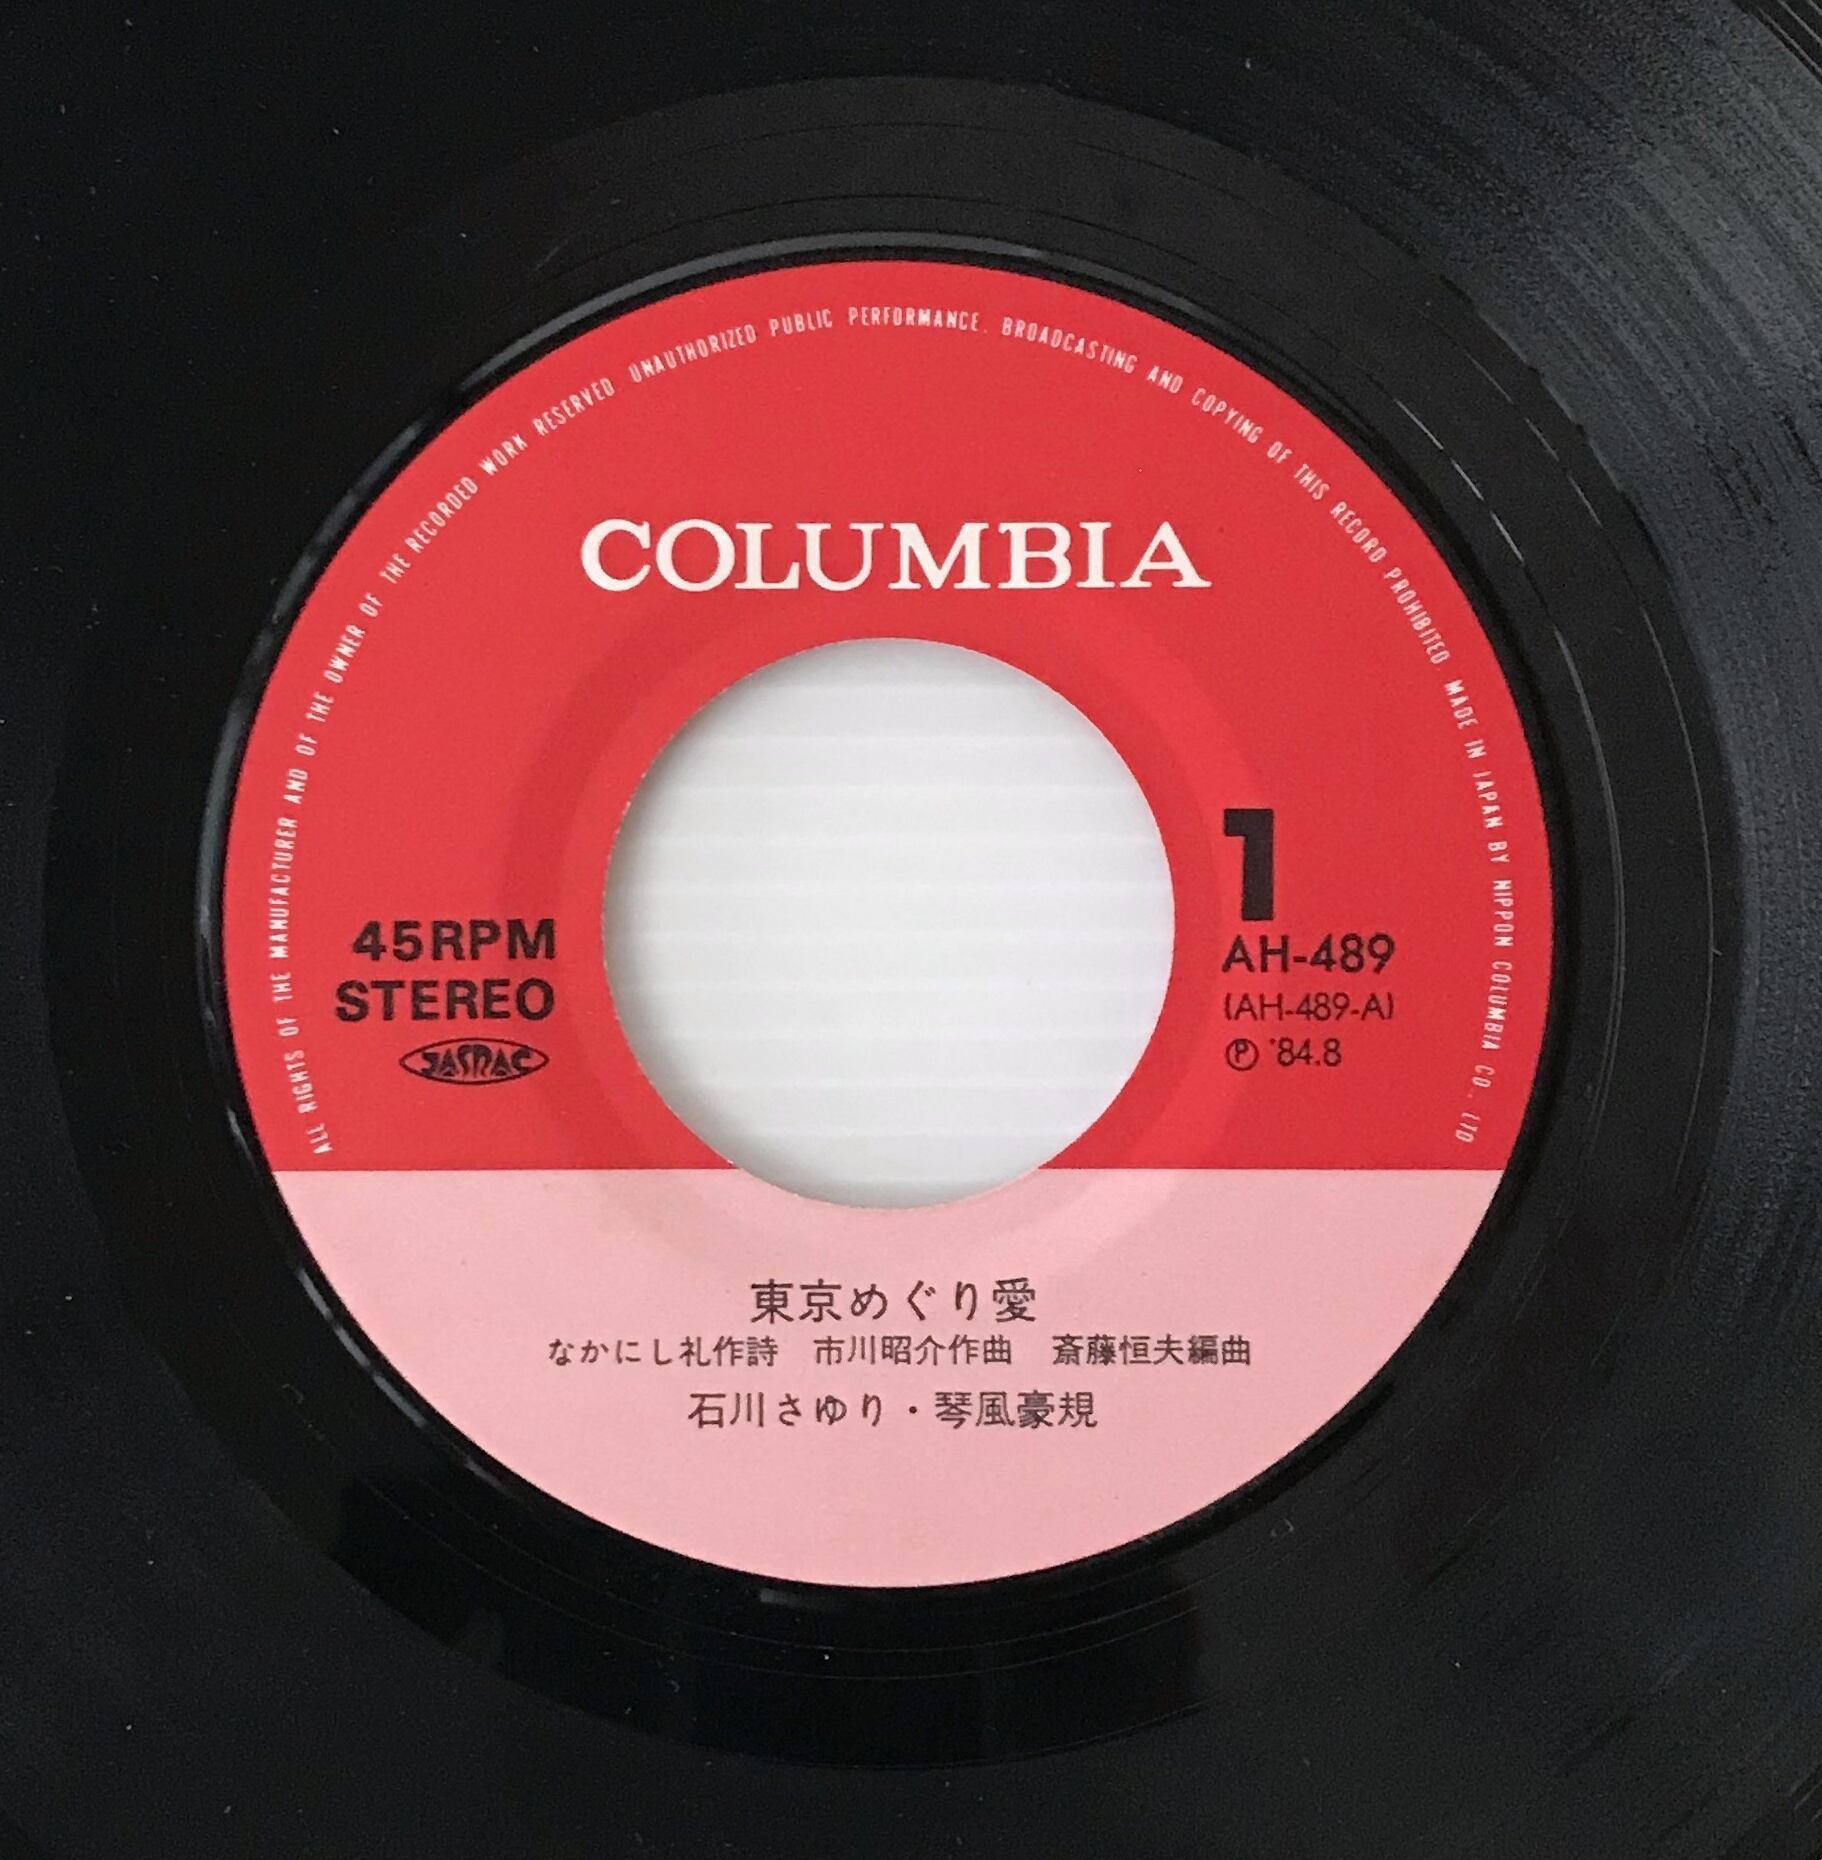 ALL RIGHTS OF THE MANUFACTURER AND OF THE OWNER OF THE RECORDED WORK RESERVED UNAUTHORIZED PUBLIC PERFORMANCE. BROADCASTING AND COPYING OF THIS RECORD PROHIBITED MADE IN JAPAN BY NIPPON COLUMBIA CO., LTD
COLUMBIA
45RPM
STEREO
JASRAC
1
AH-489
(AH-489-A)
Ⓟ '84.8
東京めぐり愛
なかにし礼作詩 市川昭介作曲 斎藤恒夫編曲
石川さゆり・琴風豪規